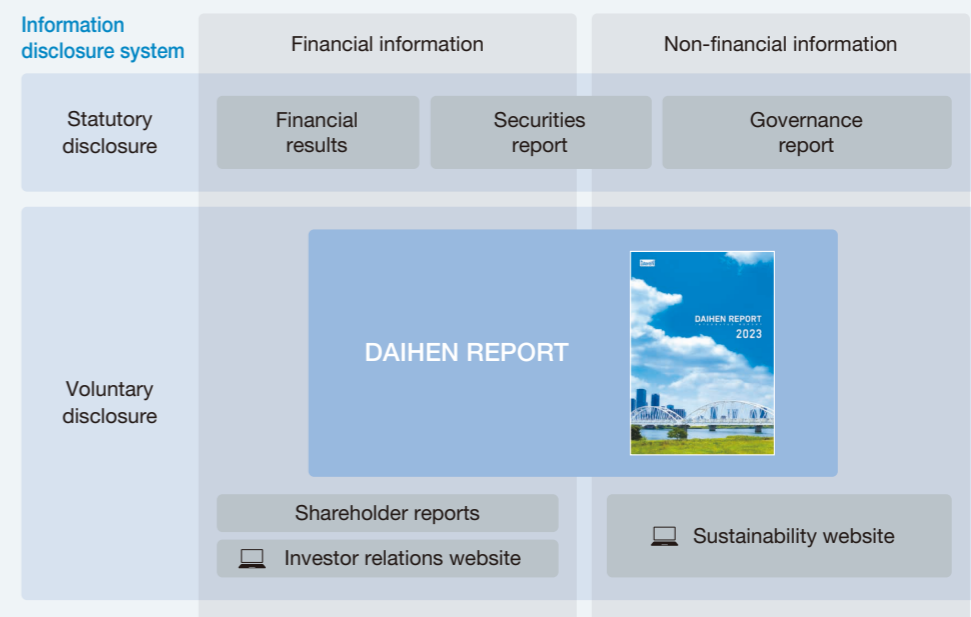 Information
disclosure system
Financial information
Non-financial information
Statutory
disclosure
Financial
results
Securities
report
Governance
report
Voluntary
disclosure
DAIHEN REPORT
DAIHEN REPORT
2023
Shareholder reports
Investor relations website
Sustainability website